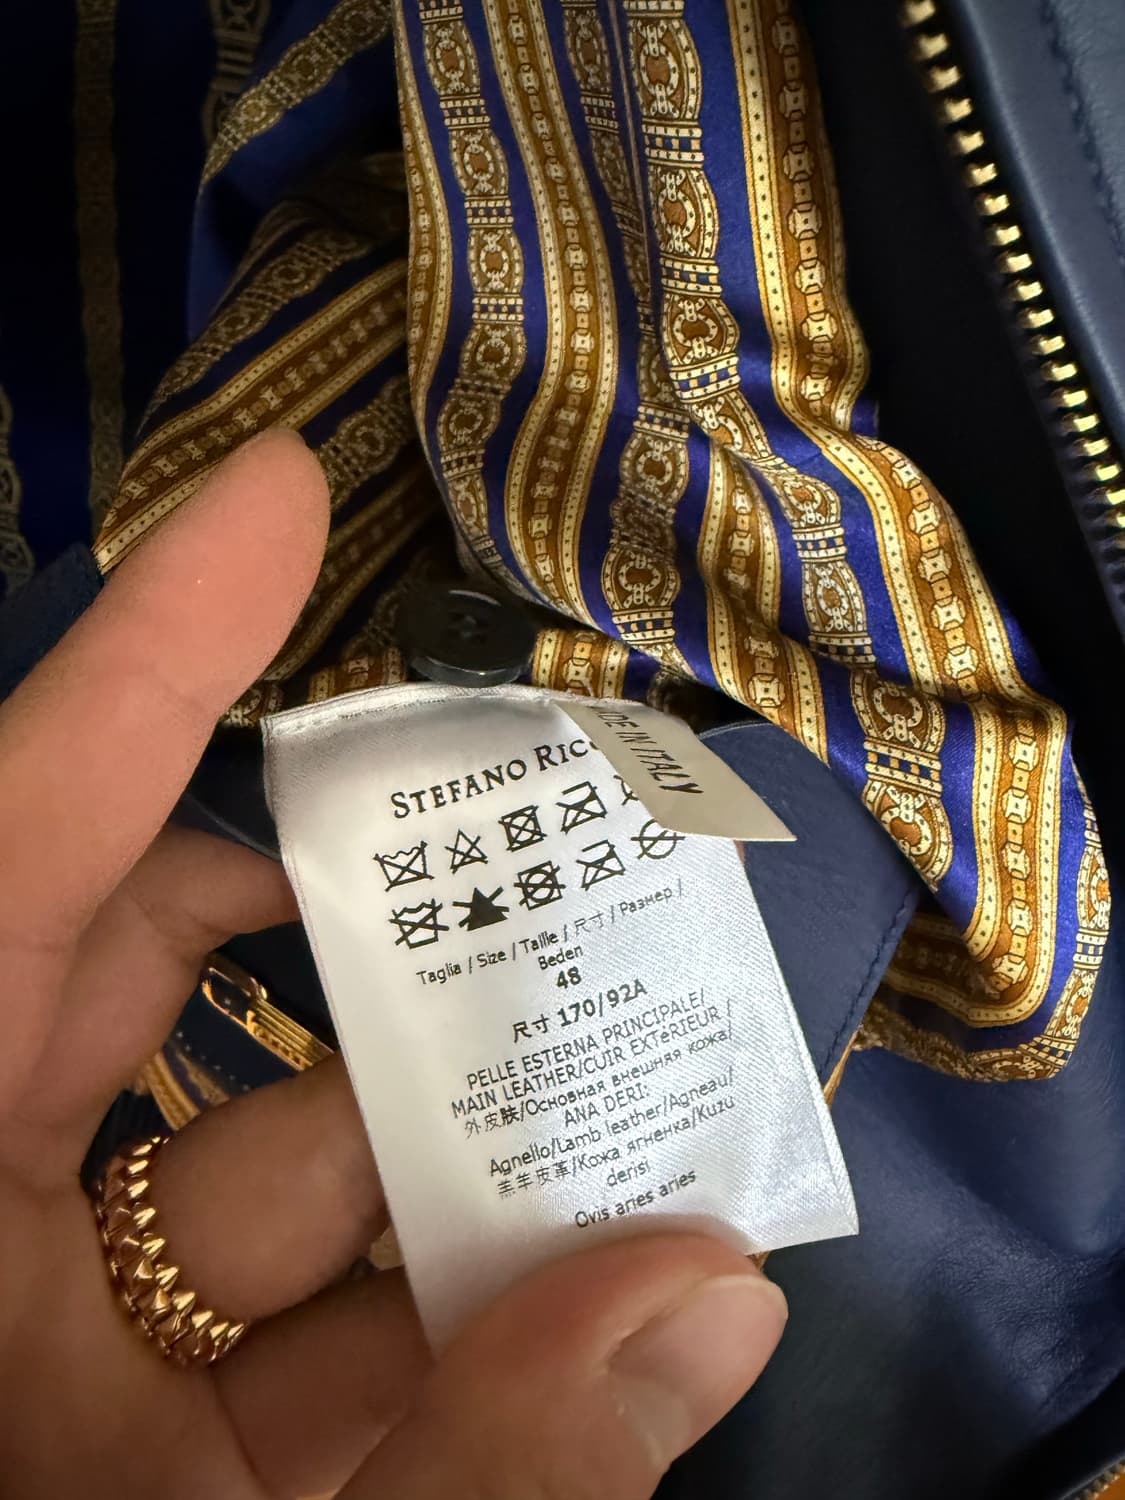 STEFANO RIC
DE IN ITALY
Taglia / Size / Taille / 尺寸 / Размер /
Beden
48
尺寸 170/92A
PELLE ESTERNA PRINCIPALE/
MAIN LEATHER/CUIR EXTéRIEUR/
外皮肤/Основная внешняя кожа/
ANA DERI:
Agnello/Lamb leather/Agneau/
羔羊皮革/Кожа ягненка/Kuzu
derisi
Ovis aries aries